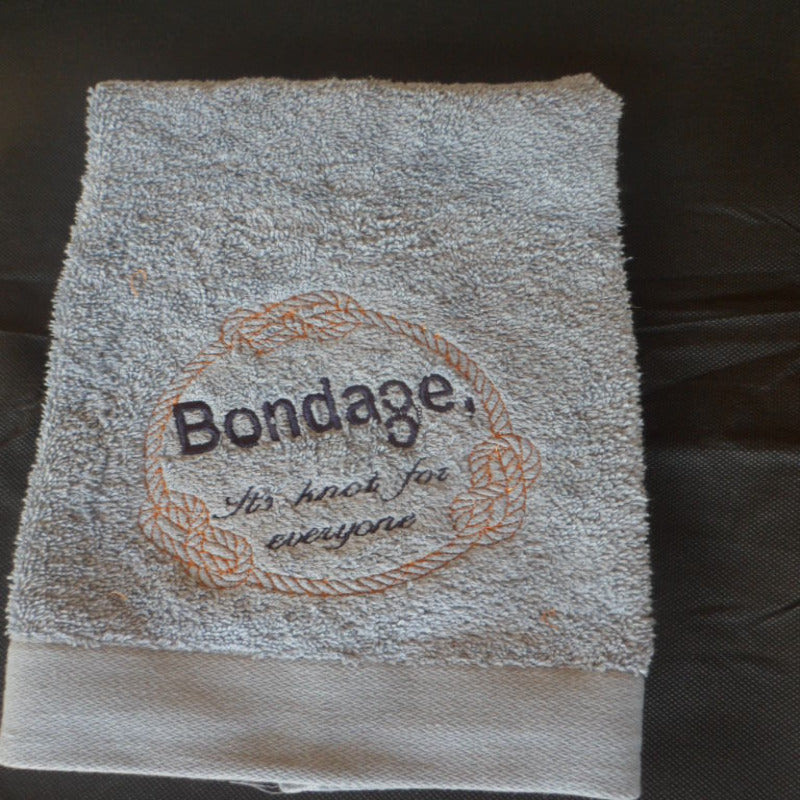 Bondage,
It's knot for
everyone